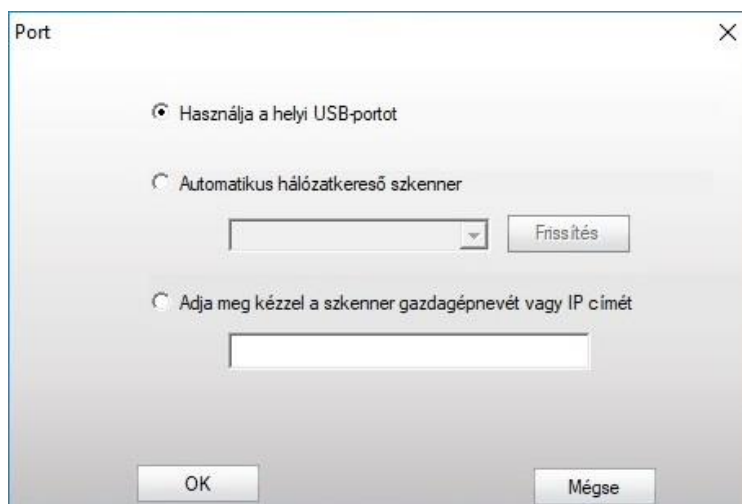 Port
Használja a helyi USB-portot
Automatikus hálózatkereső szkenner
Frissítés
Adja meg kézzel a szkenner gazdagépnevét vagy IP címét
OK
Mégse